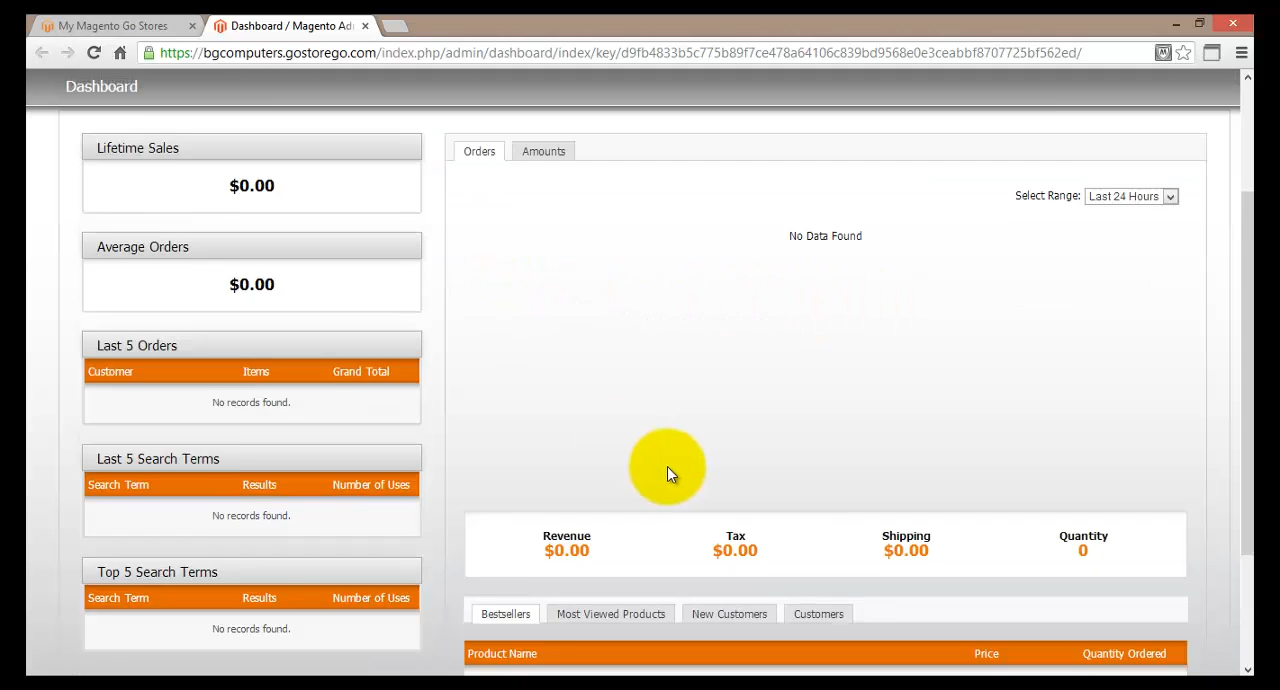 My Magento Go Stores
Dashboard / Magento Ad
https://bgcomputers.gostorego.com/index.php/admin/dashboard/index/key/d9fb4833b5c775b89f7ce478a64106c839bd9568e0e3ceabbf8707725bf562ed/
Dashboard
Lifetime Sales
$0.00
Average Orders
$0.00
Last 5 Orders
Customer Items Grand Total
No records found.
Last 5 Search Terms
Search Term Results Number of Uses
No records found.
Top 5 Search Terms
Search Term Results Number of Uses
No records found.
Orders Amounts
Select Range: Last 24 Hours
No Data Found
Revenue Tax Shipping Quantity
$0.00 $0.00 $0.00 0
Bestsellers Most Viewed Products New Customers Customers
Product Name Price Quantity Ordered